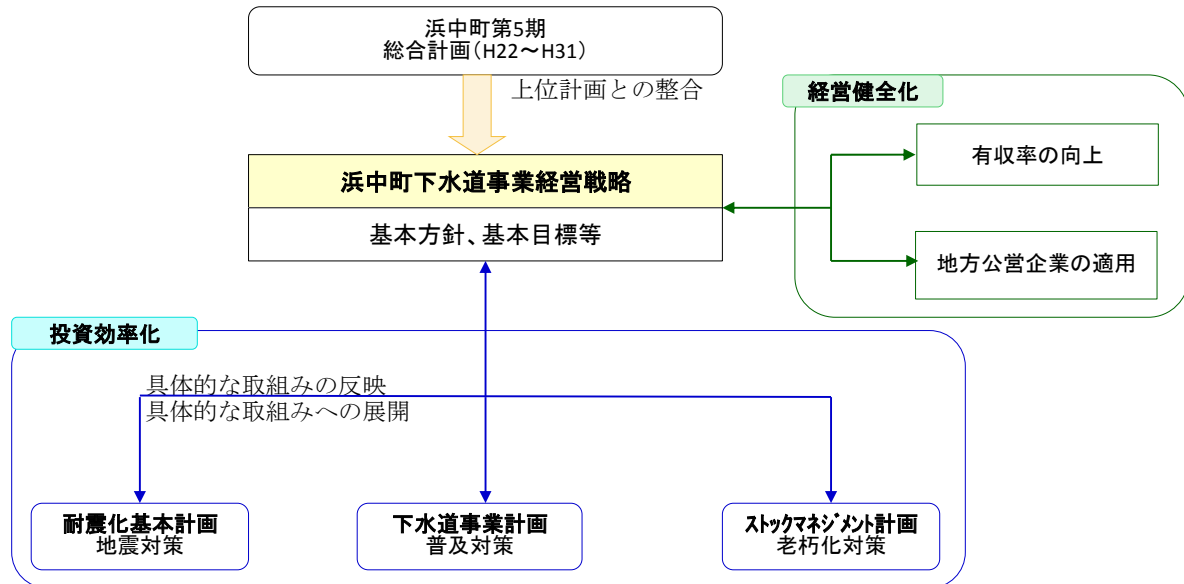 浜中町第5期
総合計画(H22～H31)
上位計画との整合
経営健全化
有収率の向上
浜中町下水道事業経営戦略
基本方針、基本目標等
地方公営企業の適用
投資効率化
具体的な取組みの反映
具体的な取組みへの展開
耐震化基本計画
地震対策
下水道事業計画
普及対策
ｽﾄｯｸﾏﾈｼﾞﾒﾝﾄ計画
老朽化対策